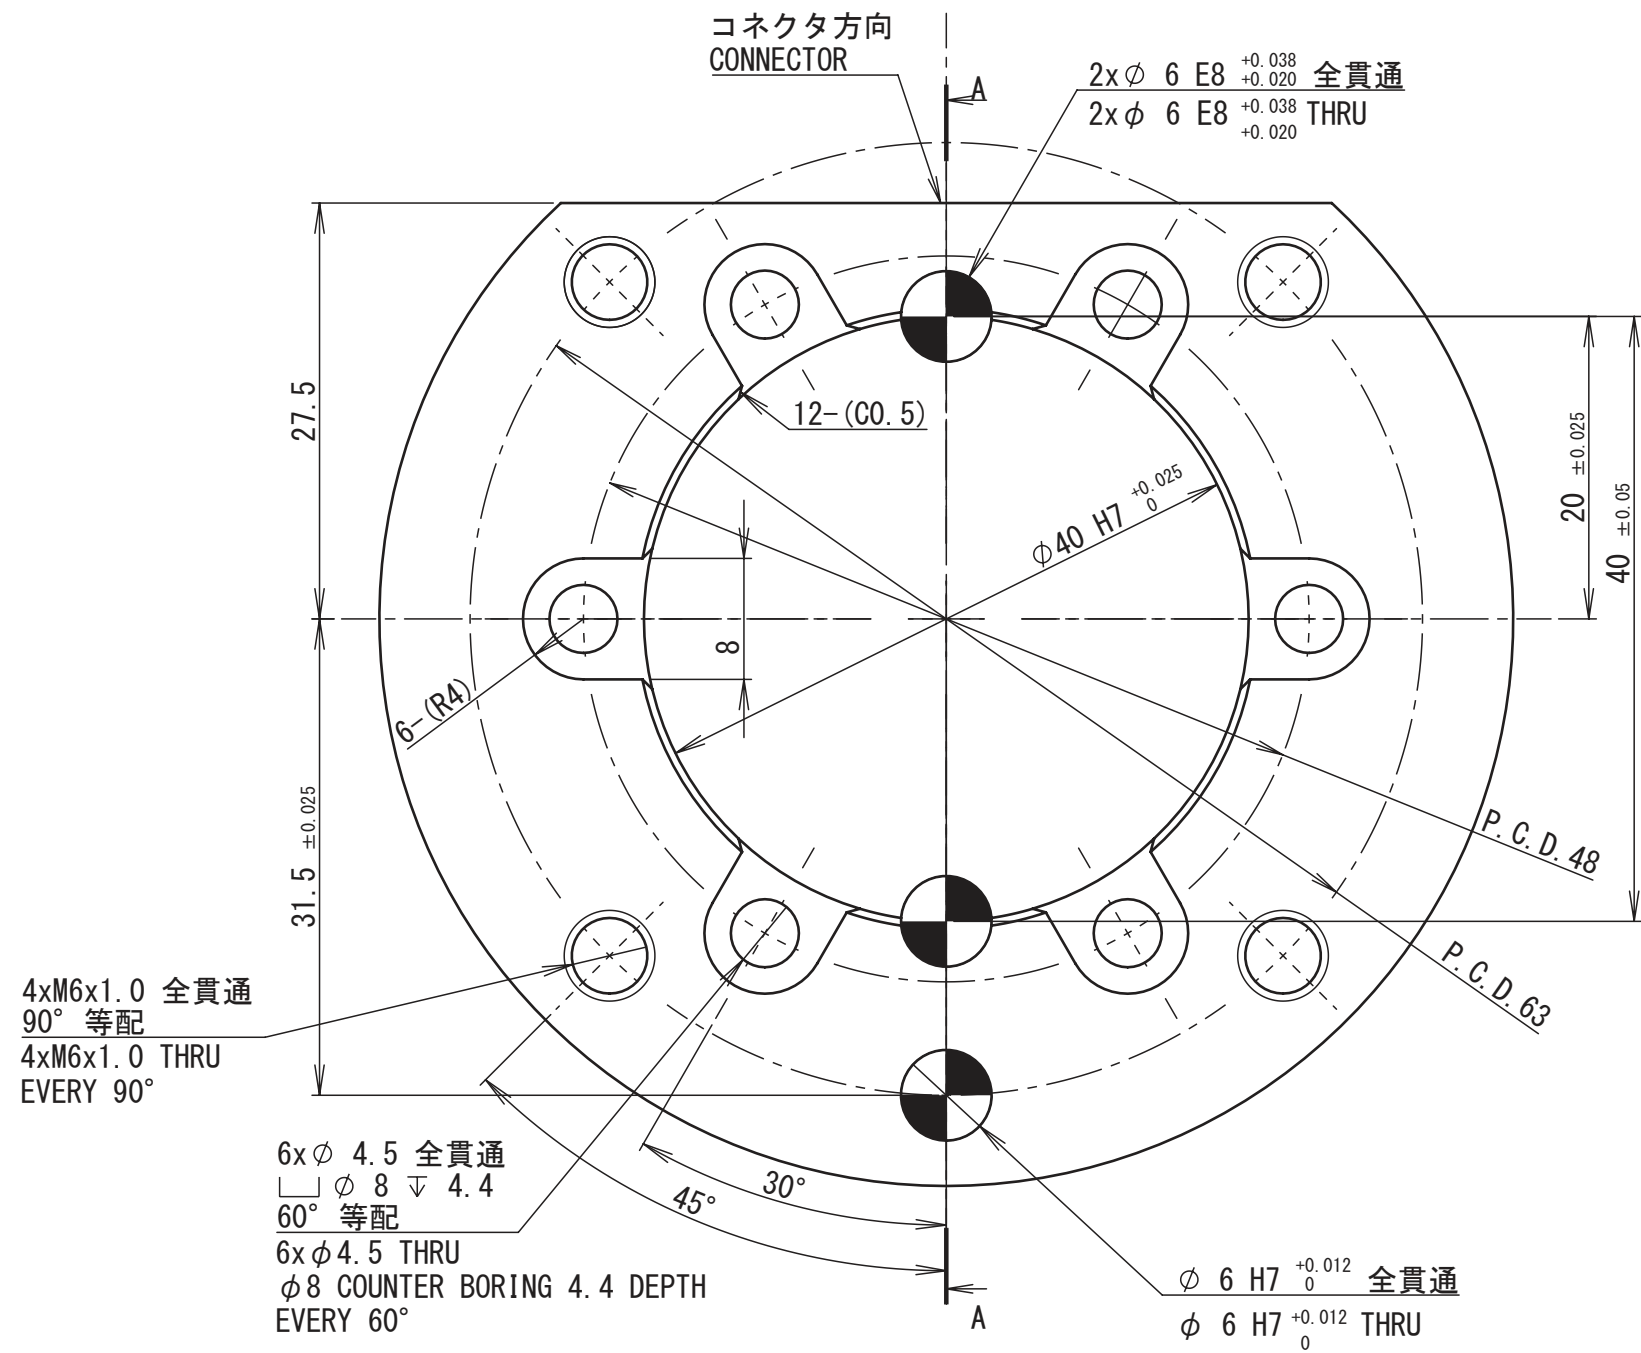 コネクタ方向
CONNECTOR
A
2x∅ 6 E8 +0.038 +0.020 全貫通
2xφ 6 E8 +0.038 +0.020 THRU
27.5
12-(C0.5)
φ40 H7 +0.025 0
20 ±0.025
40 ±0.05
8
6-(R4)
31.5 ±0.025
P.C.D.48
P.C.D.63
4xM6x1.0 全貫通
90° 等配
4xM6x1.0 THRU
EVERY 90°
6x∅ 4.5 全貫通
⌴ ∅ 8 ↧ 4.4
60° 等配
6xφ4.5 THRU
φ8 COUNTER BORING 4.4 DEPTH
EVERY 60°
30°
45°
∅ 6 H7 +0.012 0 全貫通
φ 6 H7 +0.012 0 THRU
A